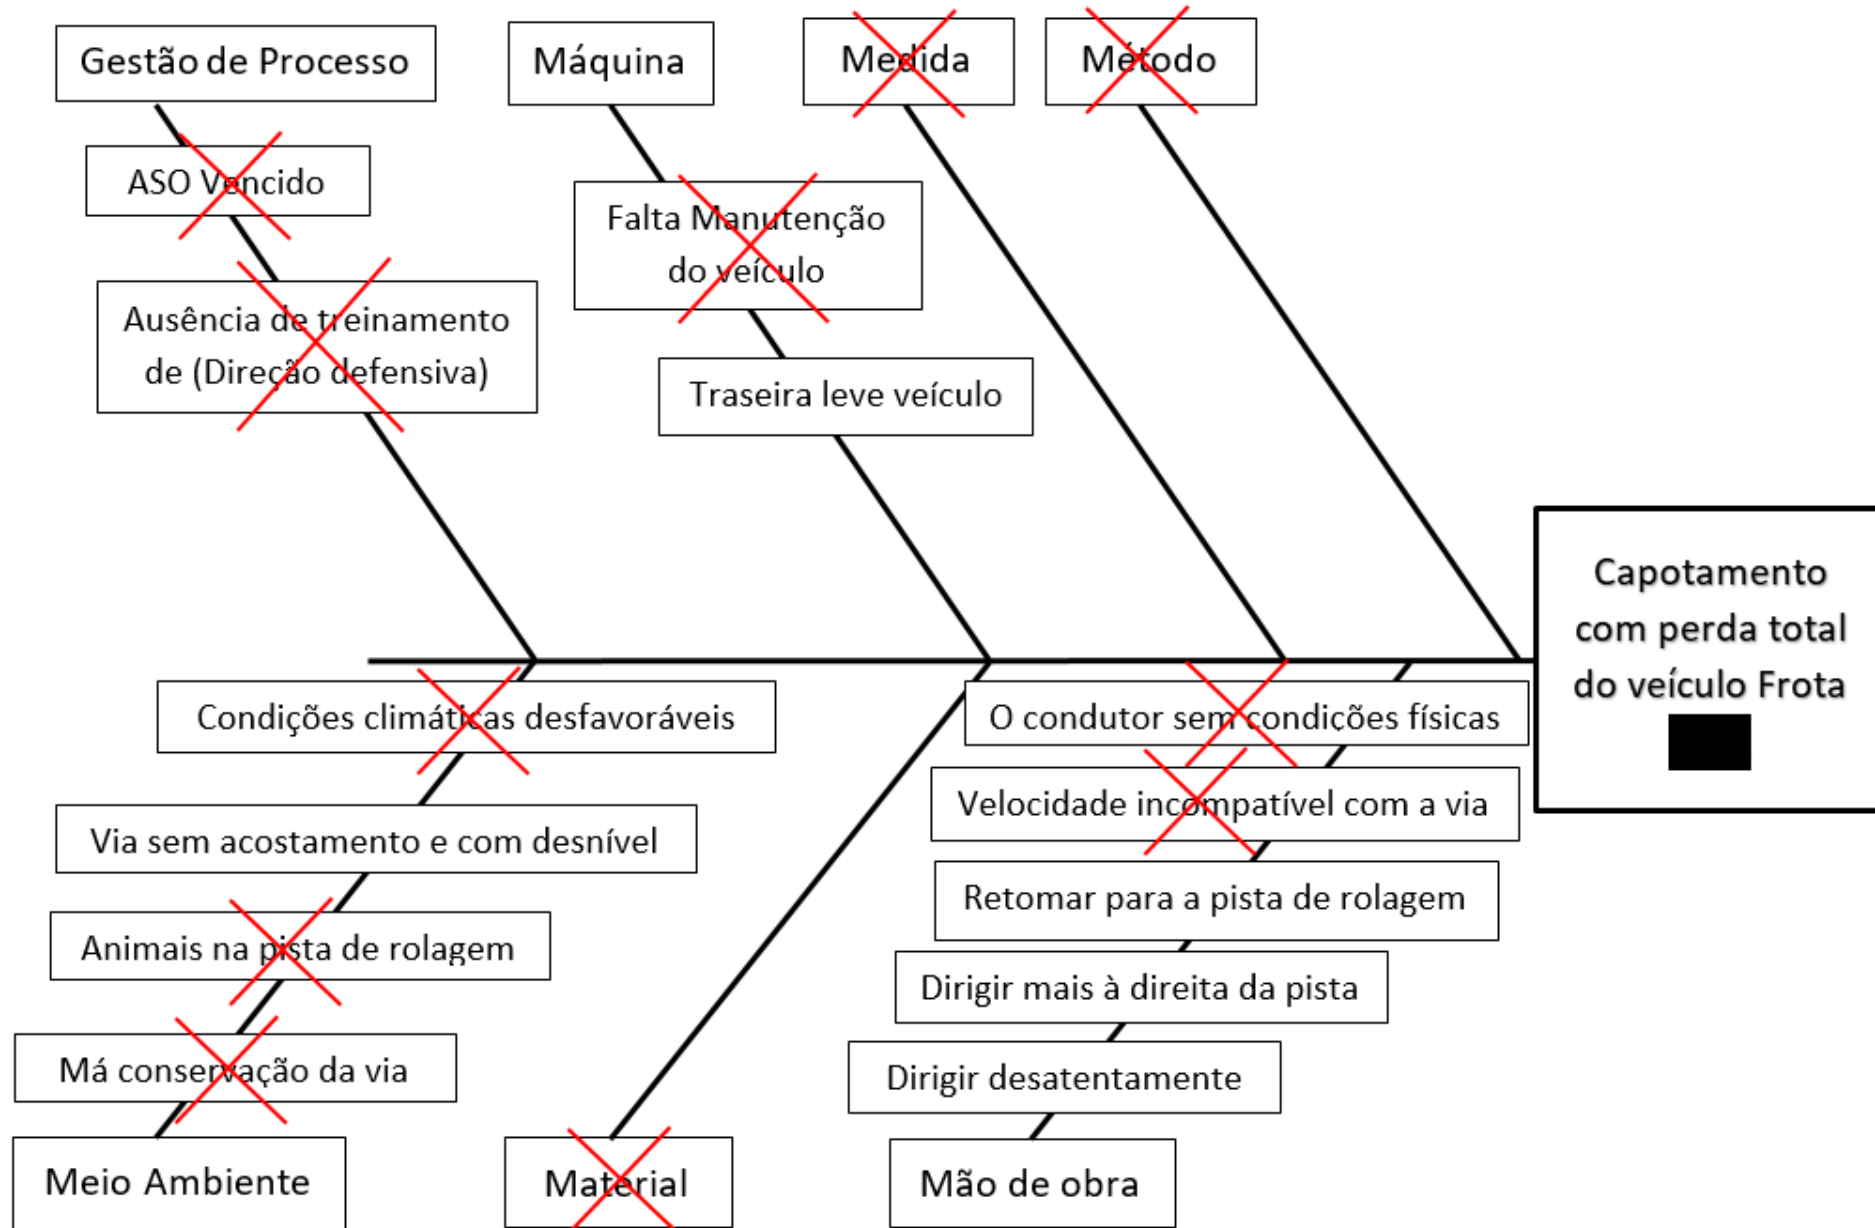 Gestão de Processo
Máquina
Medida
Método
ASO Vencido
Falta Manutenção
do veículo
Ausência de treinamento
de (Direção defensiva)
Traseira leve veículo
Capotamento
com perda total
do veículo Frota
Condições climáticas desfavoráveis
O condutor sem condições físicas
Velocidade incompatível com a via
Via sem acostamento e com desnível
Retomar para a pista de rolagem
Animais na pista de rolagem
Dirigir mais à direita da pista
Má conservação da via
Dirigir desatentamente
Meio Ambiente
Material
Mão de obra